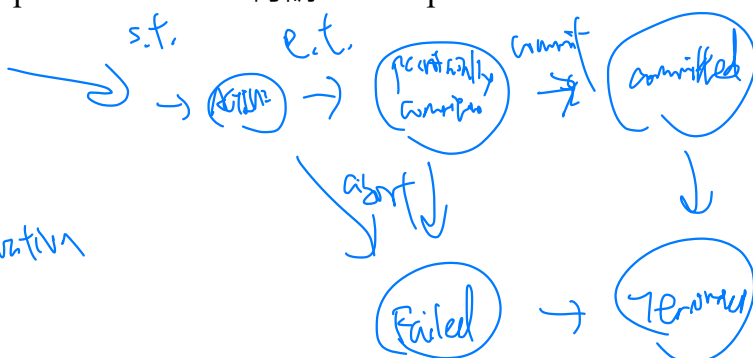 s.t. e.t. commit
Active partially committed committed
abort
Failed Terminated